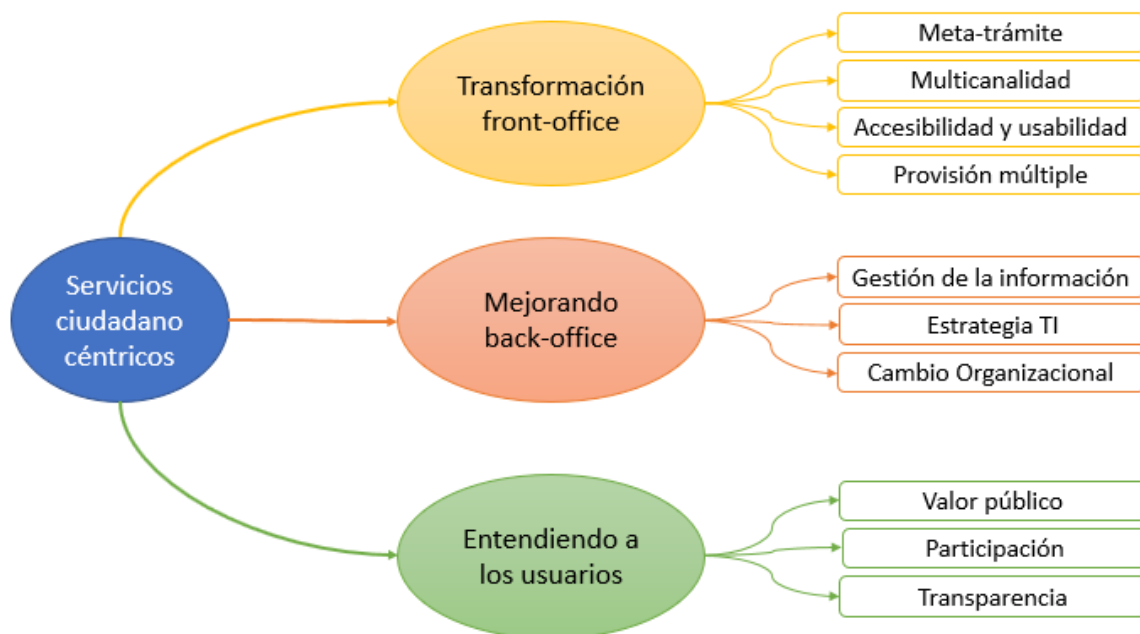 Servicios
ciudadano
céntricos
Transformación
front-office
Meta-trámite
Multicanalidad
Accesibilidad y usabilidad
Provisión múltiple
Mejorando
back-office
Gestión de la información
Estrategia TI
Cambio Organizacional
Entendiendo a
los usuarios
Valor público
Participación
Transparencia